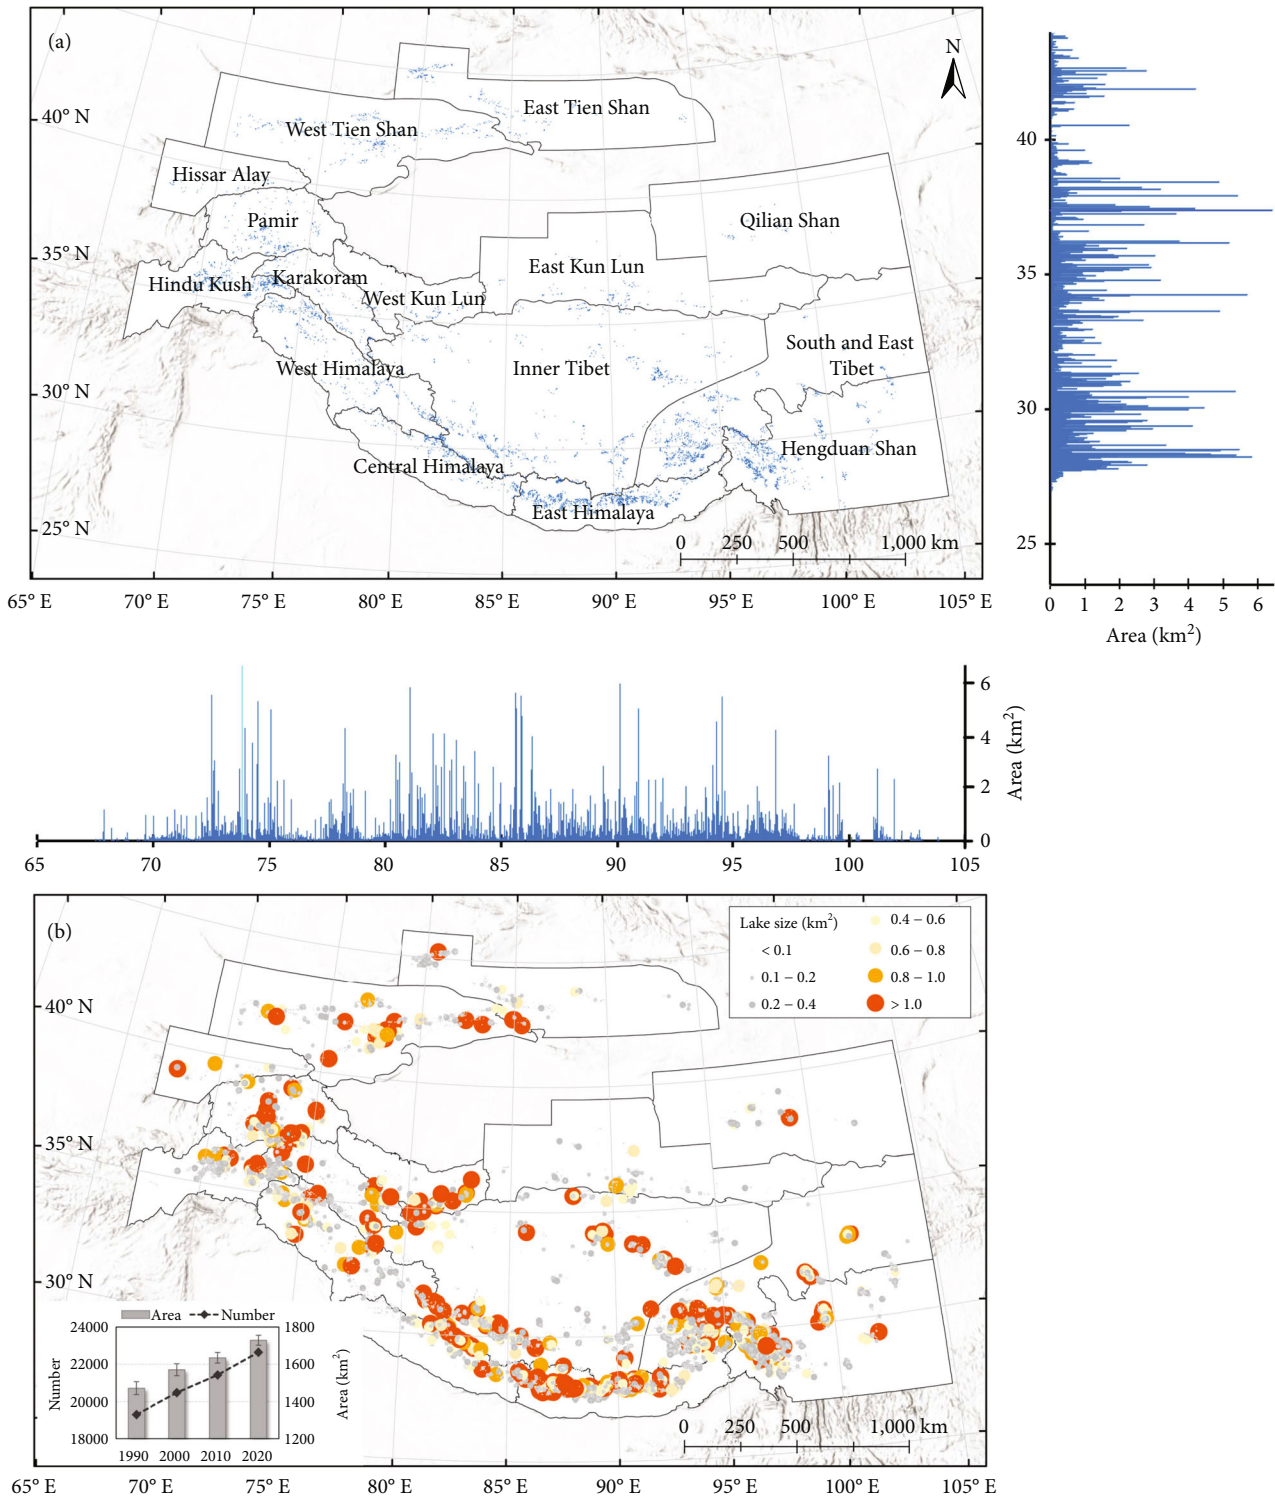 (a)
N
40° N
35° N
30° N
25° N
East Tien Shan
West Tien Shan
Hissar Alay
Pamir
Qilian Shan
East Kun Lun
Hindu Kush
Karakoram
West Kun Lun
South and East
Tibet
West Himalaya
Inner Tibet
Central Himalaya
Hengduan Shan
East Himalaya
0 250 500 1,000 km
65° E 70° E 75° E 80° E 85° E 90° E 95° E 100° E 105° E
40
35
30
25
0 1 2 3 4 5 6
Area (km²)
6
4
2
0
Area (km²)
65 70 75 80 85 90 95 100 105
(b)
Lake size (km²)
< 0.1
0.1 – 0.2
0.2 – 0.4
0.4 – 0.6
0.6 – 0.8
0.8 – 1.0
> 1.0
40° N
35° N
30° N
Area Number
24000
22000
20000
18000
Number
1800
1600
1400
1200
Area (km²)
1990 2000 2010 2020
0 250 500 1,000 km
65° E 70° E 75° E 80° E 85° E 90° E 95° E 100° E 105° E